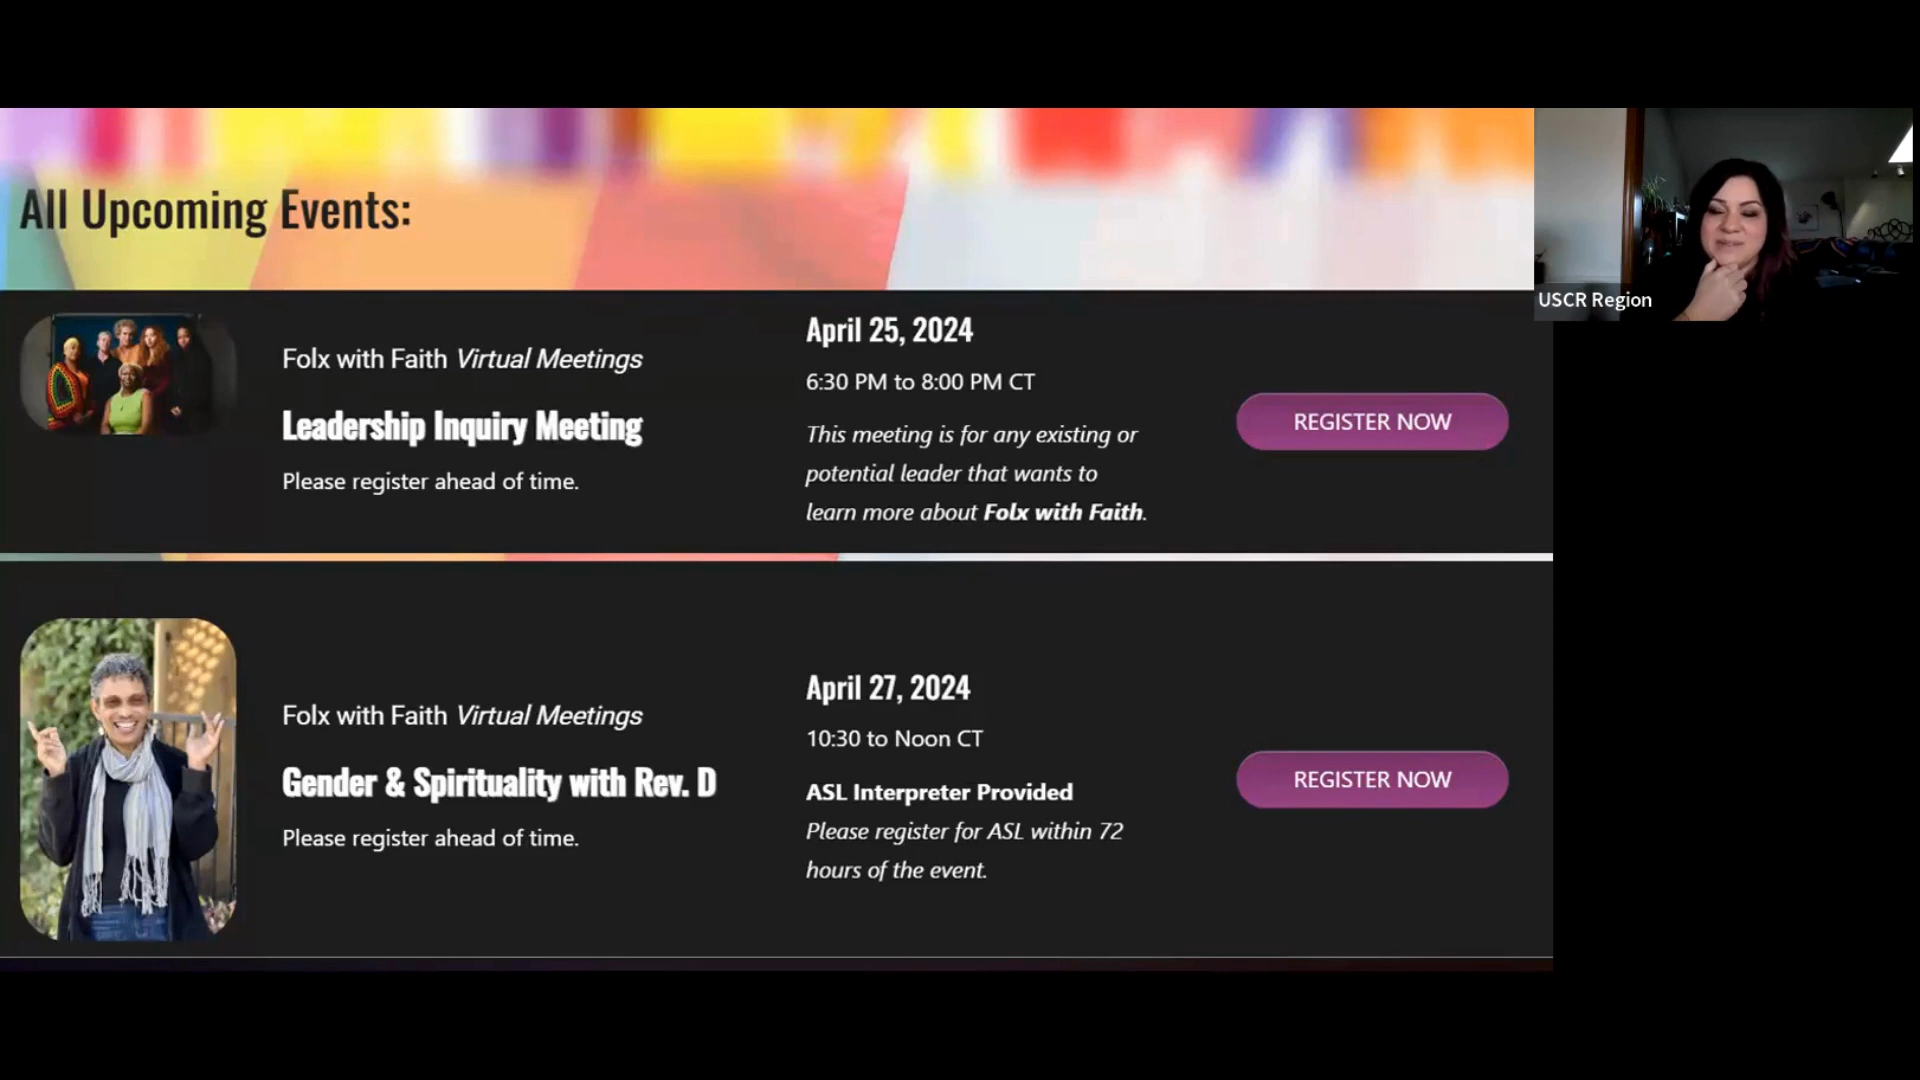 All Upcoming Events:
Folx with Faith Virtual Meetings
Leadership Inquiry Meeting
Please register ahead of time.
April 25, 2024
6:30 PM to 8:00 PM CT
This meeting is for any existing or
potential leader that wants to
learn more about Folx with Faith.
REGISTER NOW
Folx with Faith Virtual Meetings
Gender & Spirituality with Rev. D
Please register ahead of time.
April 27, 2024
10:30 to Noon CT
ASL Interpreter Provided
Please register for ASL within 72
hours of the event.
REGISTER NOW
USCR Region